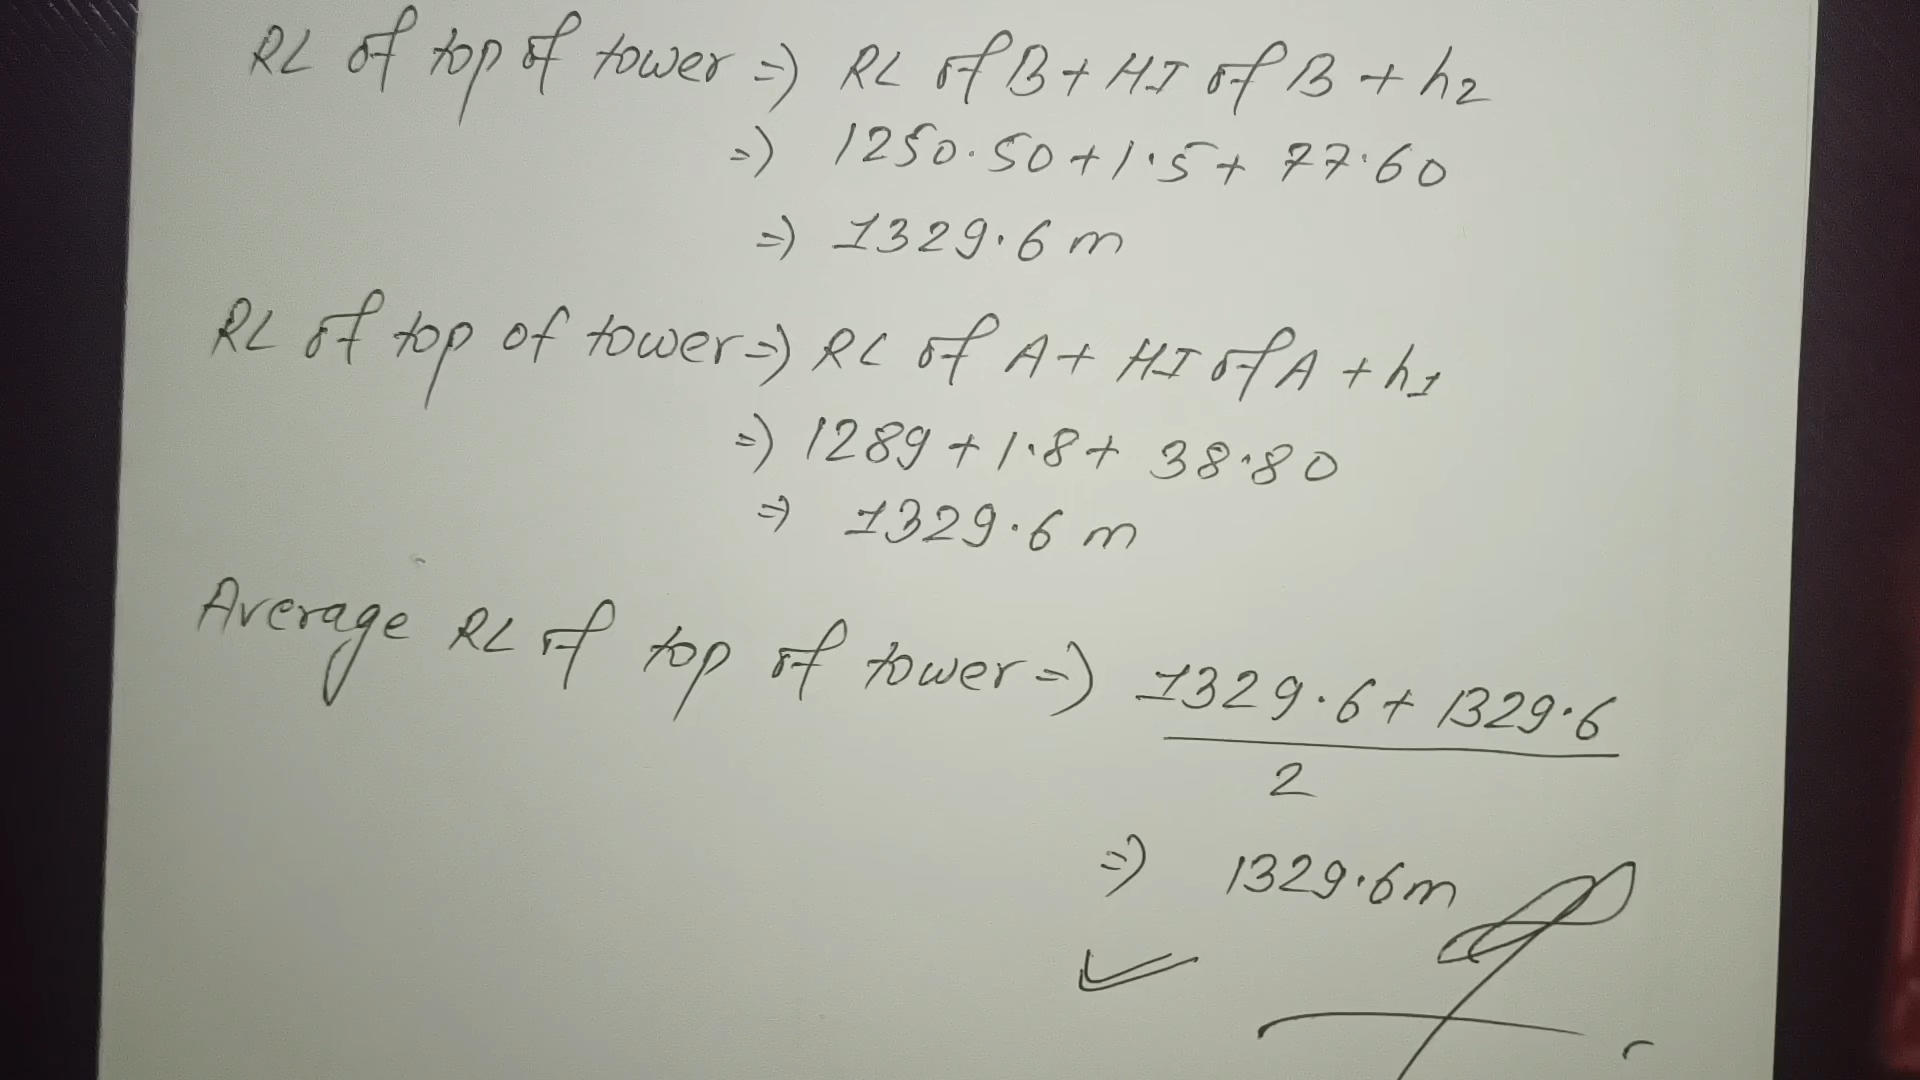 RL of top of tower => RL of B + HI of B + h2
=> 1250.50 + 1.5 + 77.60
=> 1329.6 m
RL of top of tower => RL of A + HI of A + h1
=> 1289 + 1.8 + 38.80
=> 1329.6 m
Average RL of top of tower => 1329.6 + 1329.6
2
=> 1329.6m